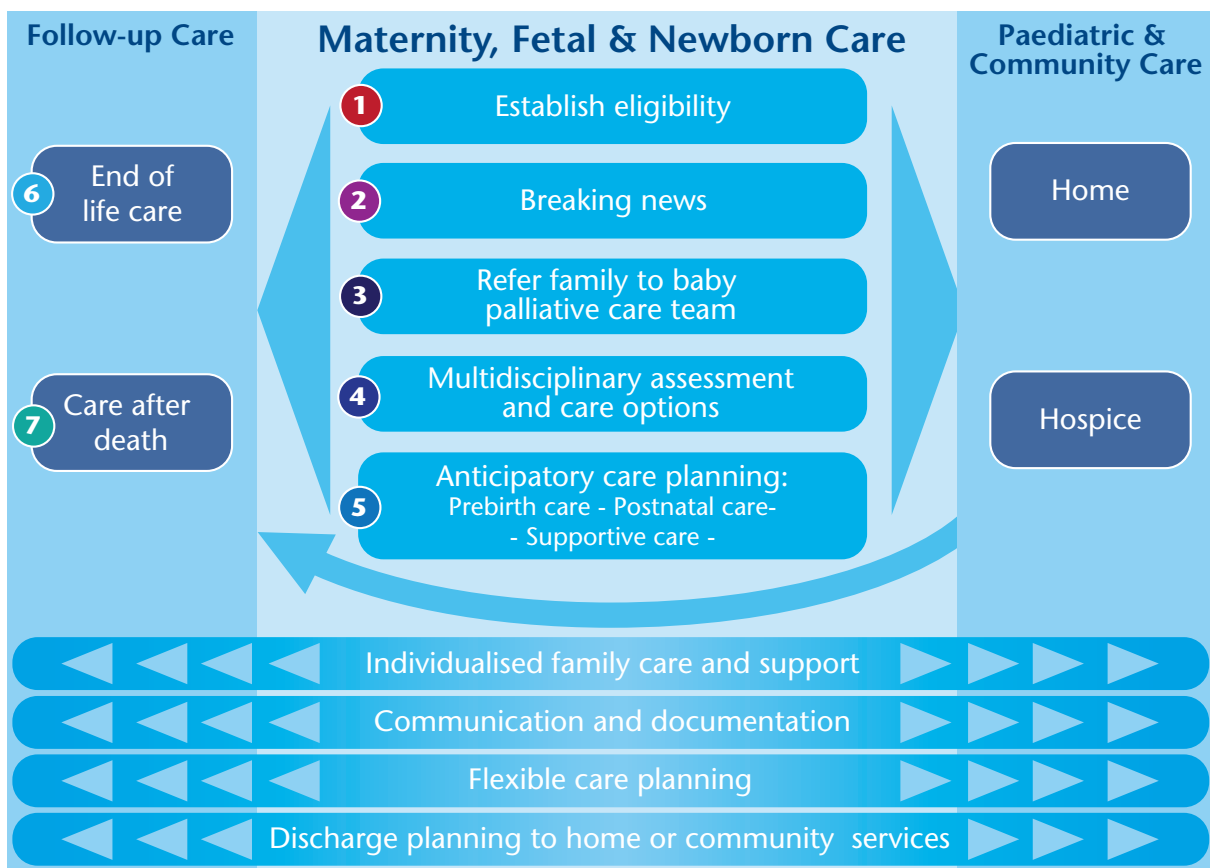 Follow-up Care
6
End of
life care
7
Care after
death
Maternity, Fetal & Newborn Care
1
Establish eligibility
2
Breaking news
3
Refer family to baby
palliative care team
4
Multidisciplinary assessment
and care options
5
Anticipatory care planning:
Prebirth care - Postnatal care-
- Supportive care -
Paediatric &
Community Care
Home
Hospice
Individualised family care and support
Communication and documentation
Flexible care planning
Discharge planning to home or community services